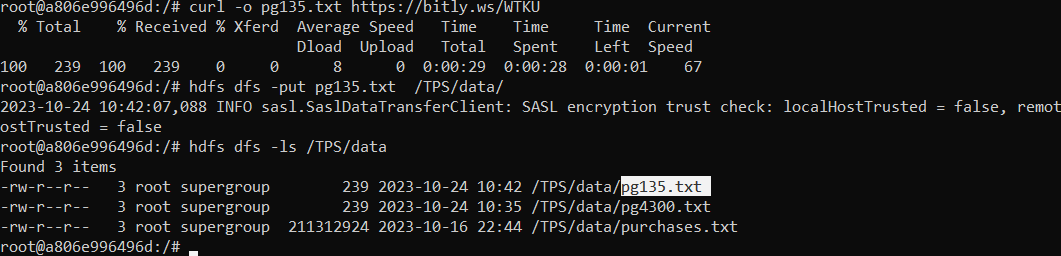 root@a806e996496d:/# curl -o pg135.txt https://bitly.ws/WTKU
% Total % Received % Xferd Average Speed Time Time Time Current
Dload Upload Total Spent Left Speed
100 239 100 239 0 0 8 0 0:00:29 0:00:28 0:00:01 67
root@a806e996496d:/# hdfs dfs -put pg135.txt /TPS/data/
2023-10-24 10:42:07,088 INFO sasl.SaslDataTransferClient: SASL encryption trust check: localHostTrusted = false, remot
ostTrusted = false
root@a806e996496d:/# hdfs dfs -ls /TPS/data
Found 3 items
-rw-r--r-- 3 root supergroup 239 2023-10-24 10:42 /TPS/data/pg135.txt
-rw-r--r-- 3 root supergroup 239 2023-10-24 10:35 /TPS/data/pg4300.txt
-rw-r--r-- 3 root supergroup 211312924 2023-10-16 22:44 /TPS/data/purchases.txt
root@a806e996496d:/#